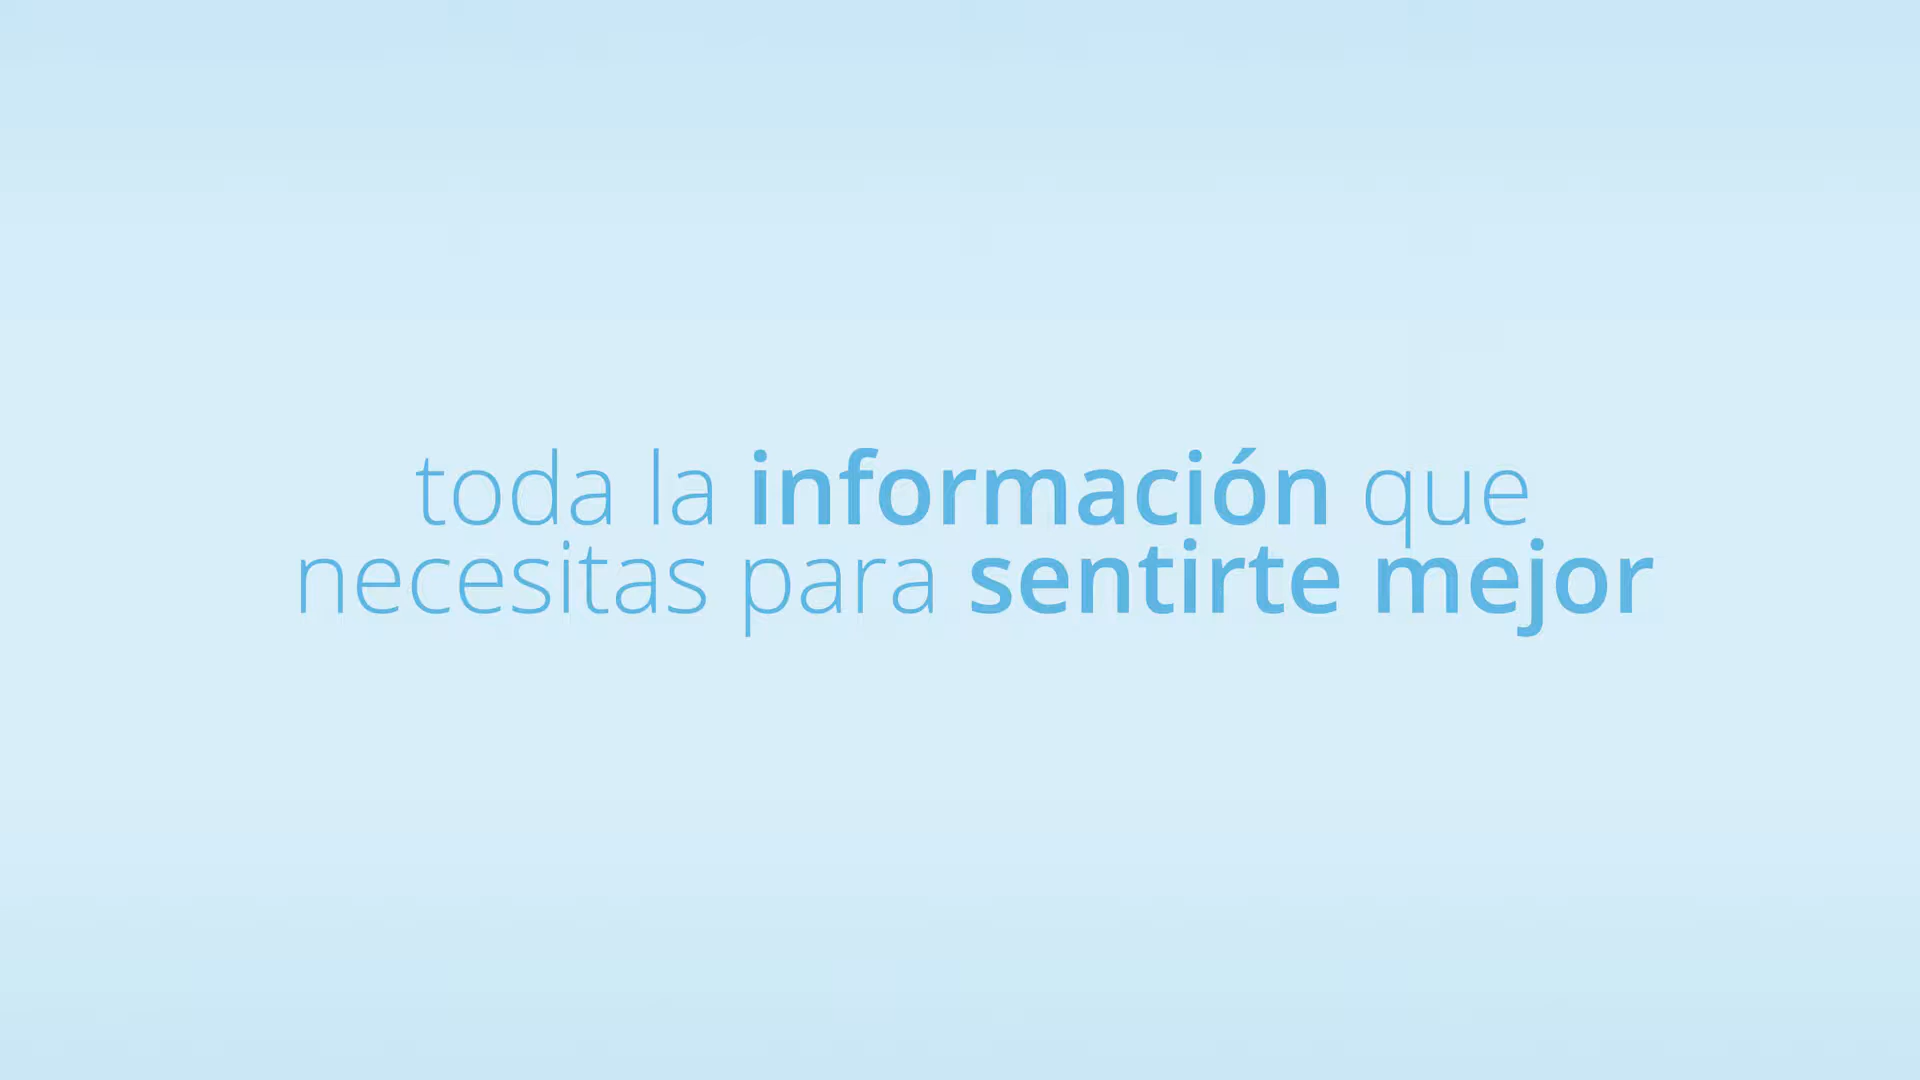 toda la información que
necesitas para sentirte mejor